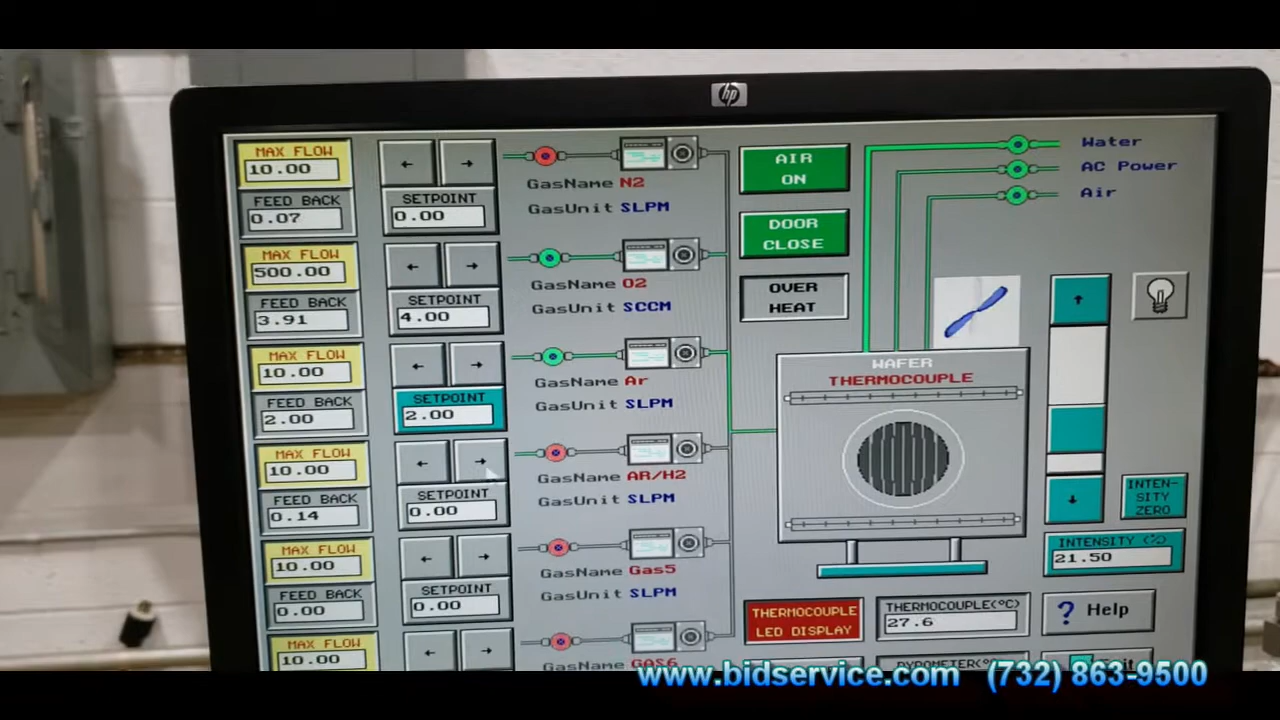 hp
MAX FLOW
10.00
FEED BACK
0.07
← →
SETPOINT
0.00
GasName N2
GasUnit SLPM
MAX FLOW
500.00
FEED BACK
3.91
← →
SETPOINT
4.00
GasName O2
GasUnit SCCM
MAX FLOW
10.00
FEED BACK
2.00
← →
SETPOINT
2.00
GasName Ar
GasUnit SLPM
MAX FLOW
10.00
FEED BACK
0.14
← →
SETPOINT
0.00
GasName AR/H2
GasUnit SLPM
MAX FLOW
10.00
FEED BACK
0.00
← →
SETPOINT
0.00
GasName Gas5
GasUnit SLPM
MAX FLOW
10.00
← →
GasName GAS6
AIR
ON
DOOR
CLOSE
OVER
HEAT
Water
AC Power
Air
WAFER
THERMOCOUPLE
↑
↓
INTEN-
SITY
ZERO
INTENSITY (%)
21.50
THERMOCOUPLE
LED DISPLAY
THERMOCOUPLE(°C)
27.6
? Help
www.bidservice.com (732) 863-9500